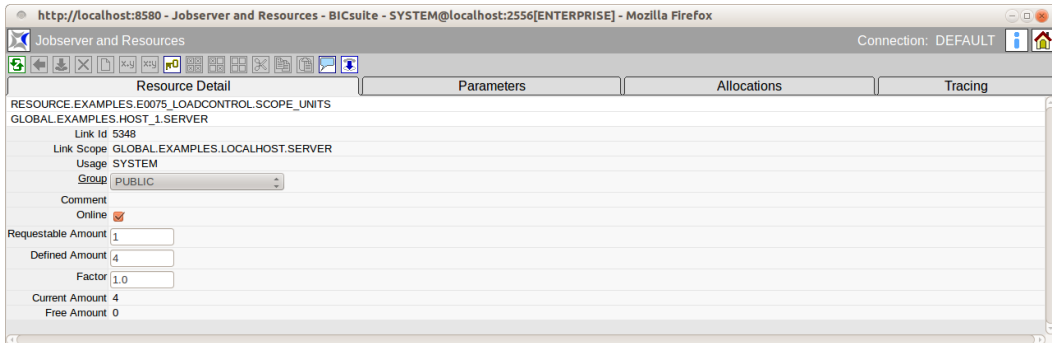 http://localhost:8580 - Jobserver and Resources - BICsuite - SYSTEM@localhost:2556[ENTERPRISE] - Mozilla Firefox
Jobserver and Resources Connection: DEFAULT
Resource Detail Parameters Allocations Tracing
RESOURCE.EXAMPLES.E0075_LOADCONTROL.SCOPE_UNITS
GLOBAL.EXAMPLES.HOST_1.SERVER
Link Id 5348
Link Scope GLOBAL.EXAMPLES.LOCALHOST.SERVER
Usage SYSTEM
Group PUBLIC
Comment
Online
Requestable Amount 1
Defined Amount 4
Factor 1.0
Current Amount 4
Free Amount 0